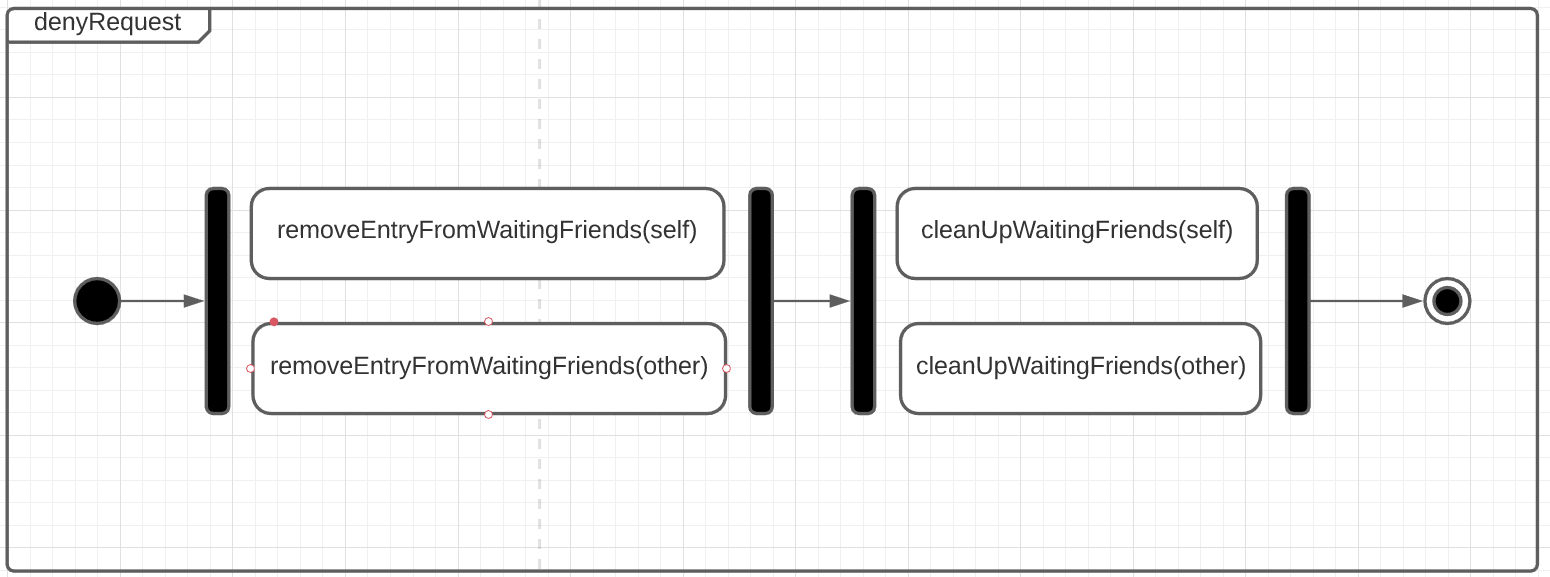 denyRequest
removeEntryFromWaitingFriends(self)
cleanUpWaitingFriends(self)
removeEntryFromWaitingFriends(other)
cleanUpWaitingFriends(other)